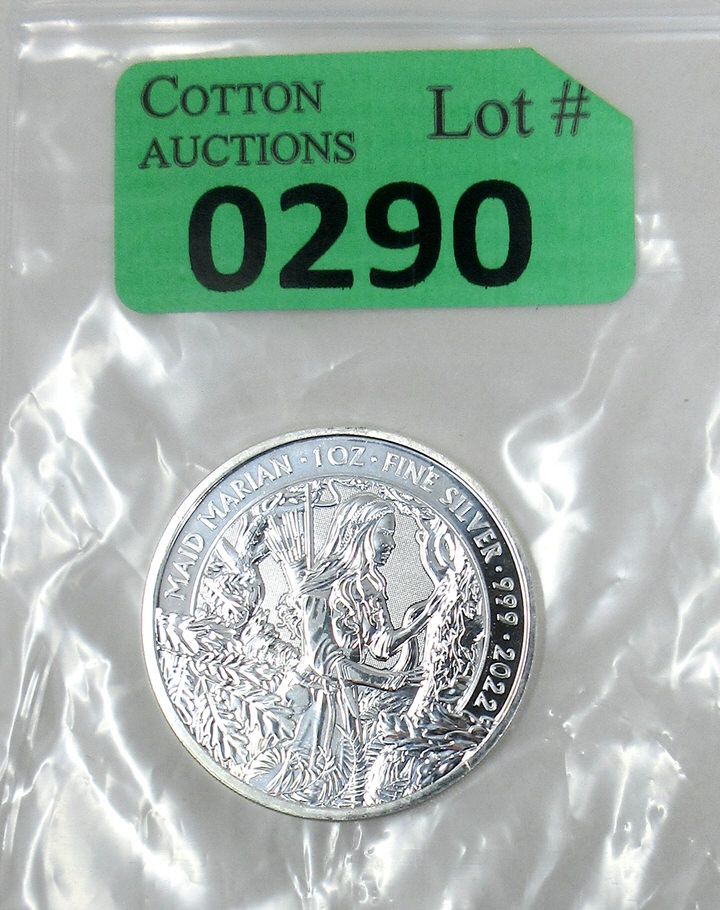 COTTON
AUCTIONS
Lot #
0290
MAID MARIAN · 1OZ · FINE SILVER · 999 · 2022